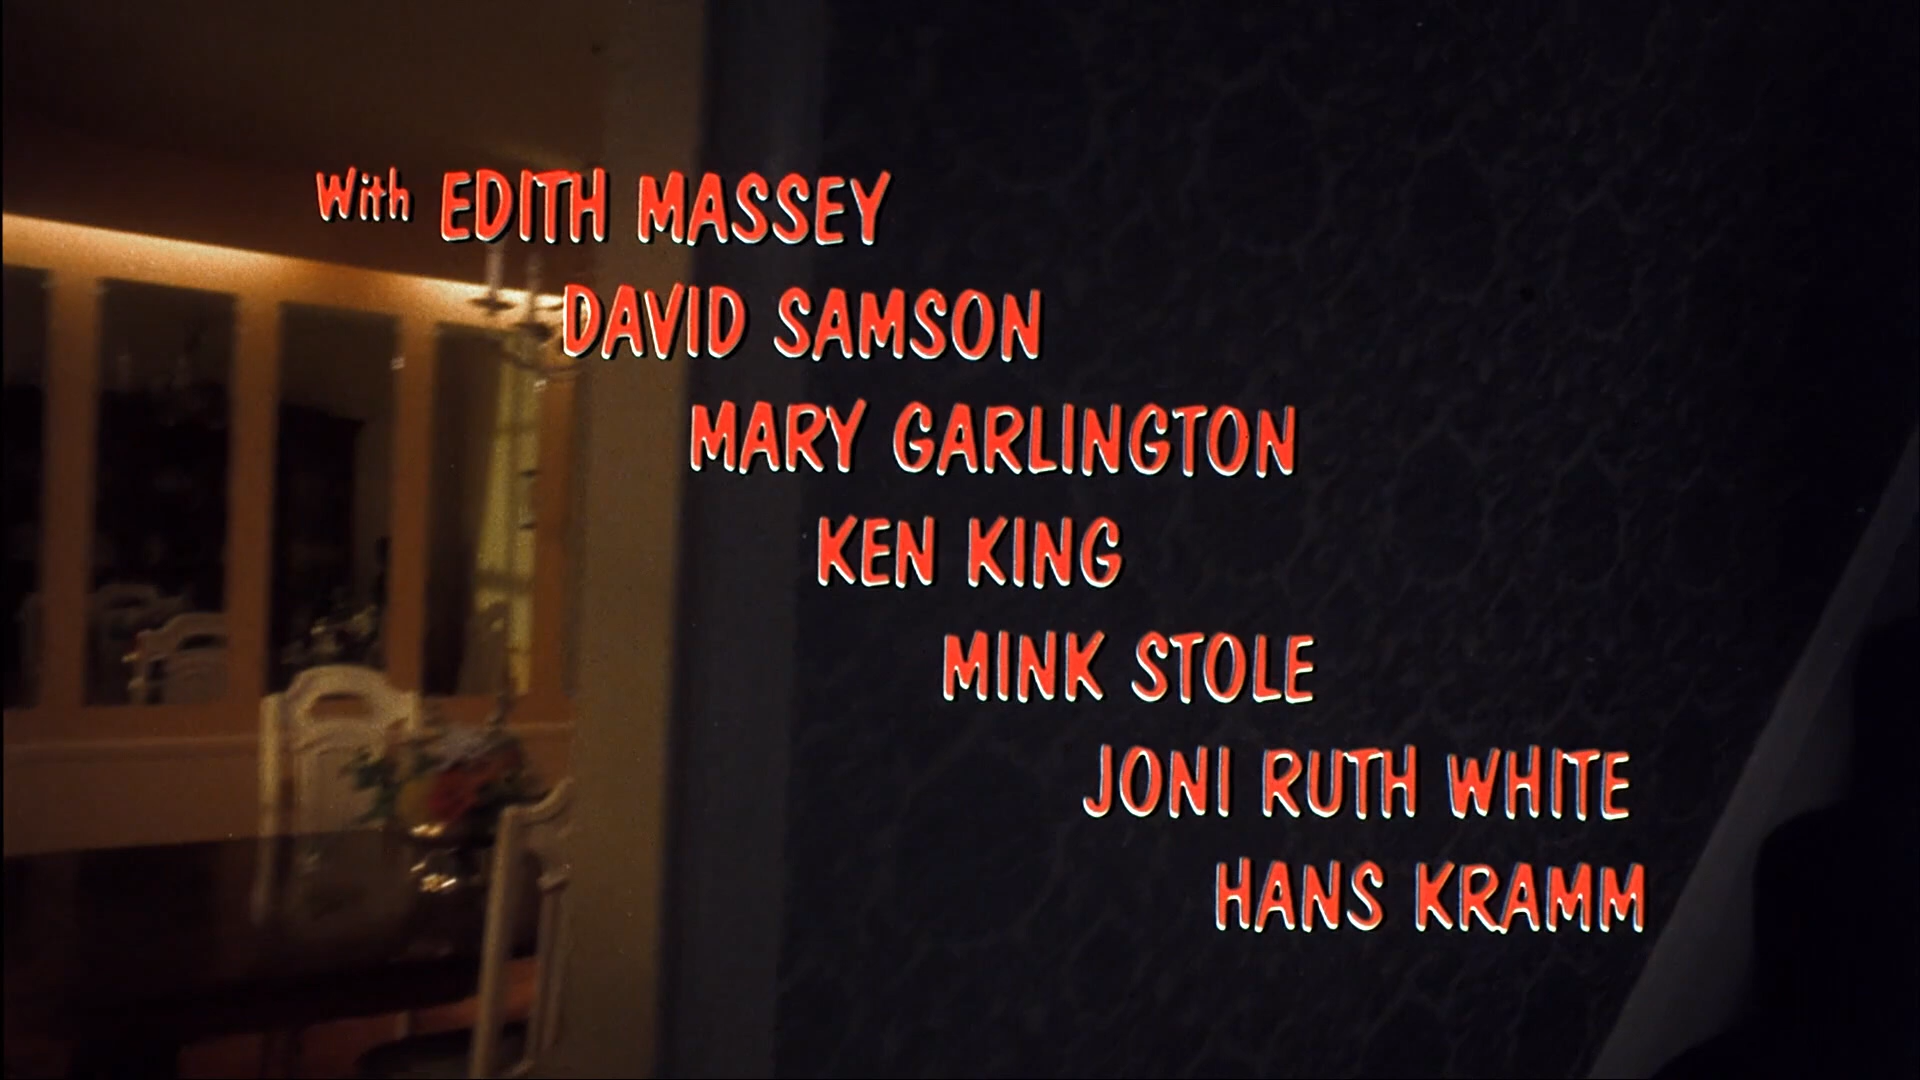 With EDITH MASSEY
DAVID SAMSON
MARY GARLINGTON
KEN KING
MINK STOLE
JONI RUTH WHITE
HANS KRAMM